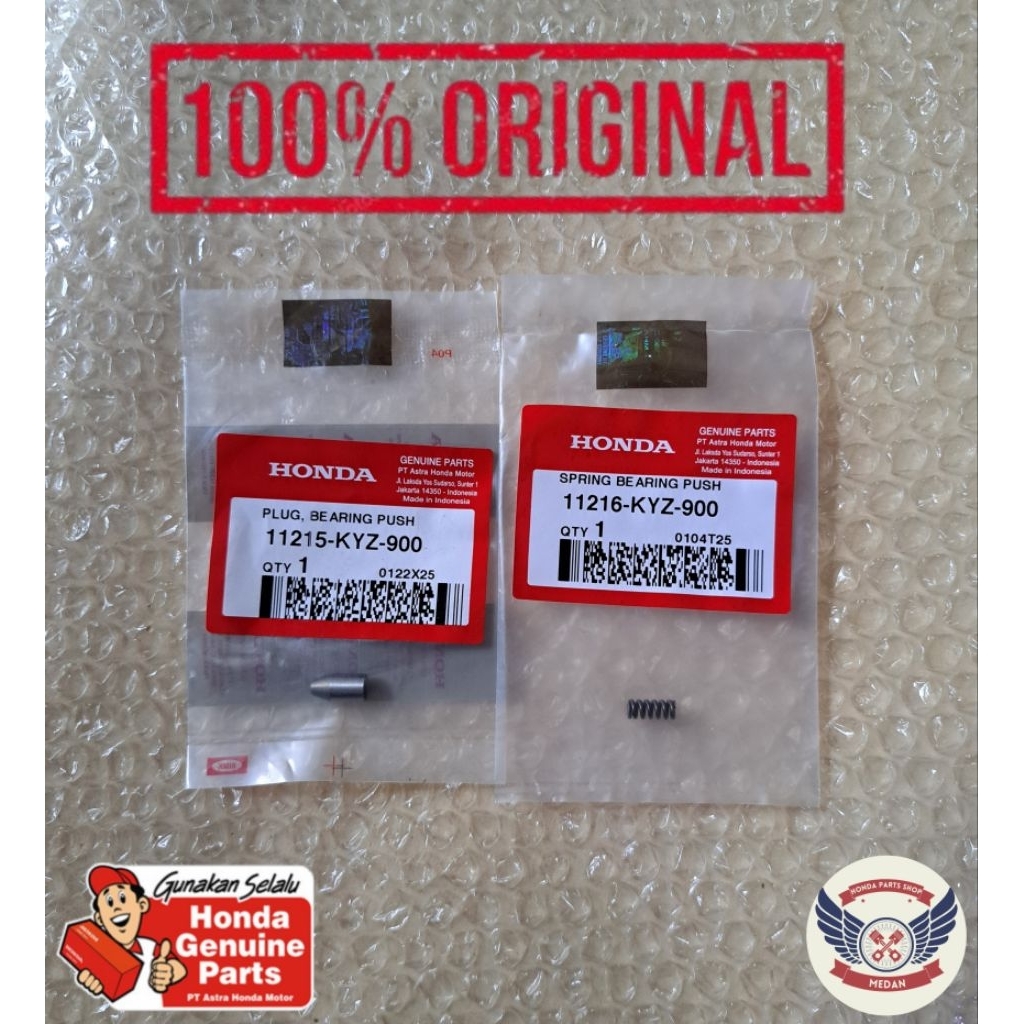 100% ORIGINAL
P04
HONDA
GENUINE PARTS
PT Astra Honda Motor
Jl. Laksda Yos Sudarso, Sunter 1
Jakarta 14350 - Indonesia
Made in Indonesia
PLUG, BEARING PUSH
11215-KYZ-900
QTY 1
0122X25
HONDA
GENUINE PARTS
PT Astra Honda Motor
Jl. Laksda Yos Sudarso, Sunter 1
Jakarta 14350 - Indonesia
Made in Indonesia
SPRING BEARING PUSH
11216-KYZ-900
QTY 1
0104T25
Gunakan Selalu
Honda
Genuine
Parts
PT Astra Honda Motor
HONDA PARTS SHOP
MEDAN